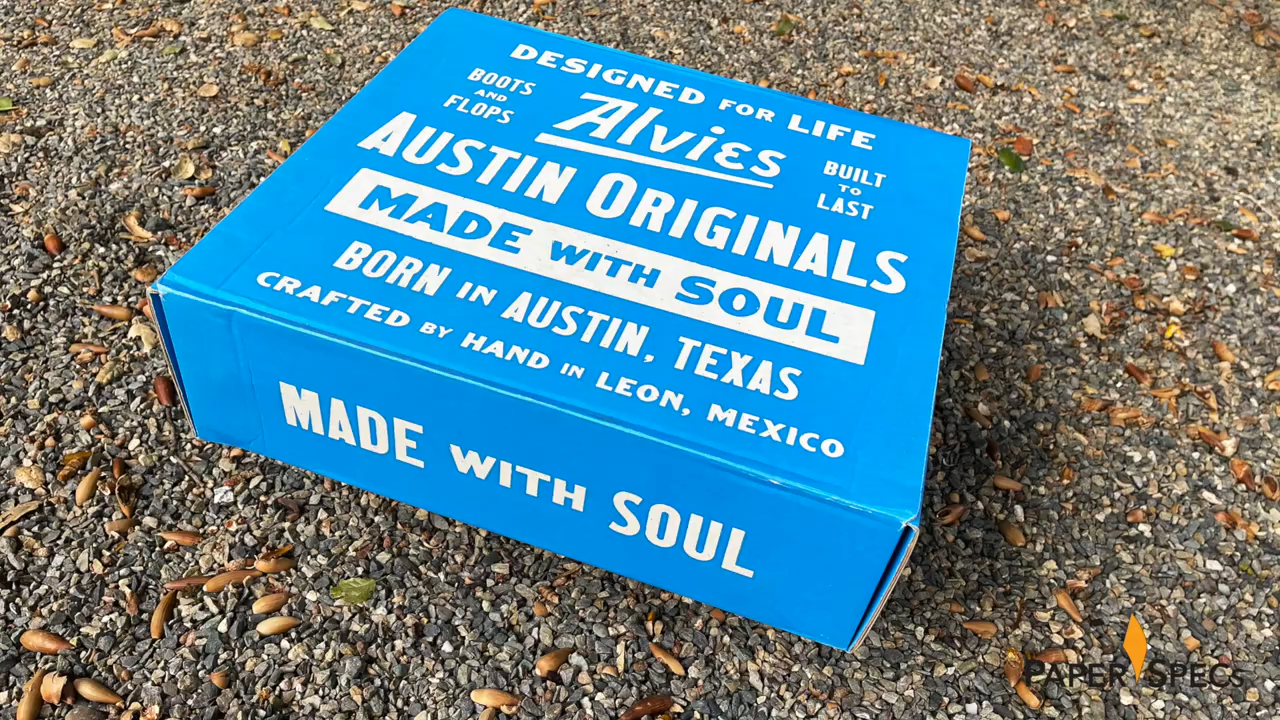 DESIGNED FOR LIFE
BOOTS
AND
FLOPS
Alvies
BUILT
TO
LAST
AUSTIN ORIGINALS
MADE WITH SOUL
BORN IN AUSTIN, TEXAS
CRAFTED BY HAND IN LEON, MEXICO
MADE WITH SOUL
PAPER SPECS